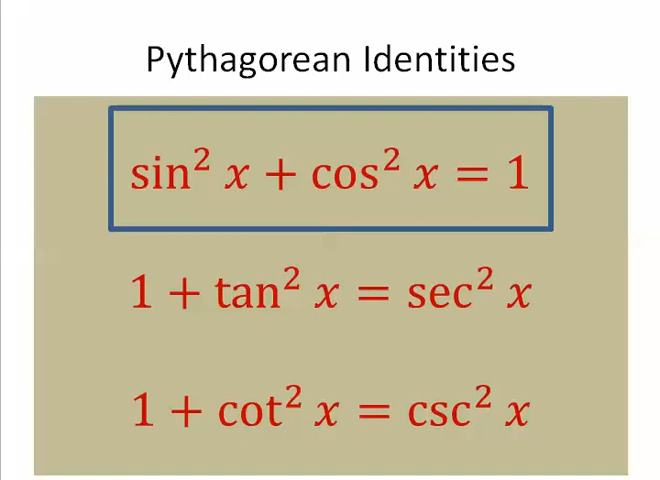 Pythagorean Identities
sin² x + cos² x = 1
1 + tan² x = sec² x
1 + cot² x = csc² x